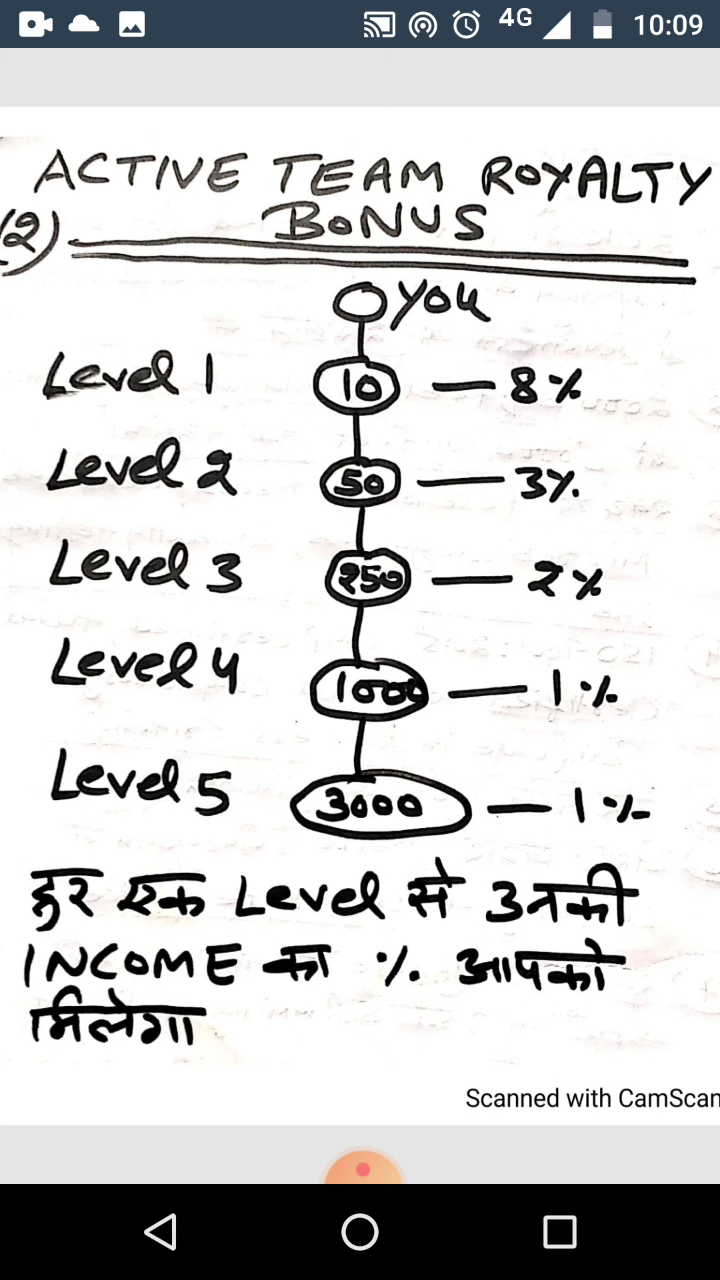 4G 10:09
ACTIVE TEAM ROYALTY
BONUS
(2)
YOU
Level 1 10 — 8%
Level 2 50 — 3%
Level 3 250 — 2%
Level 4 1000 — 1%
Level 5 3000 — 1%
हर एक Level से उनकी
INCOME का % आपको
मिलेगा
Scanned with CamScan